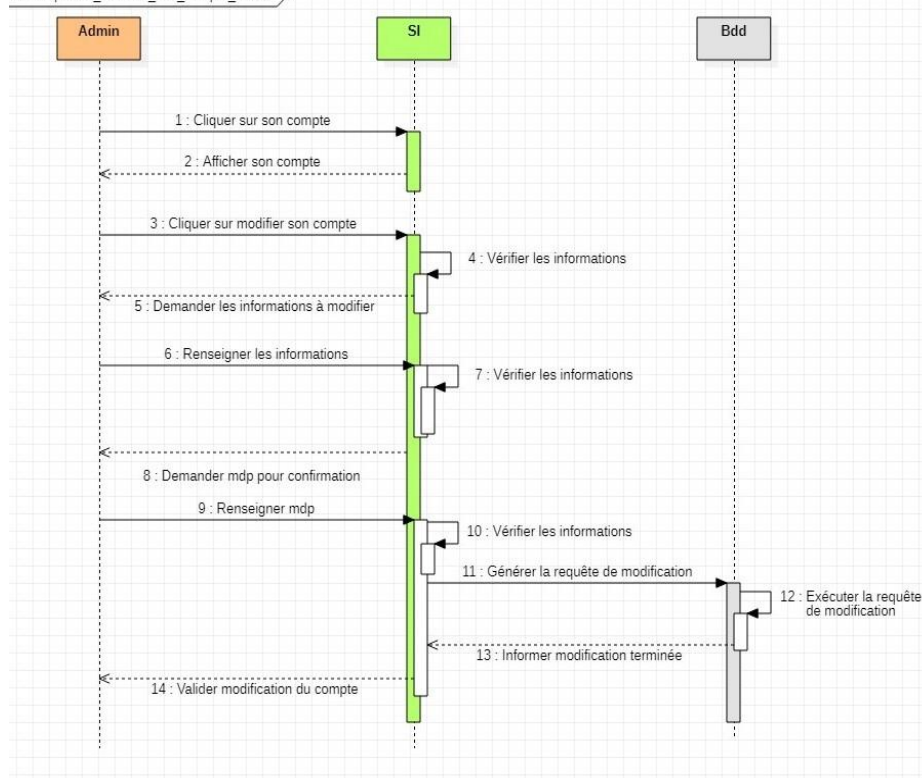 Admin
SI
Bdd
1 : Cliquer sur son compte
2 : Afficher son compte
3 : Cliquer sur modifier son compte
4 : Vérifier les informations
5 : Demander les informations à modifier
6 : Renseigner les informations
7 : Vérifier les informations
8 : Demander mdp pour confirmation
9 : Renseigner mdp
10 : Vérifier les informations
11 : Générer la requête de modification
12 : Exécuter la requête
de modification
13 : Informer modification terminée
14 : Valider modification du compte